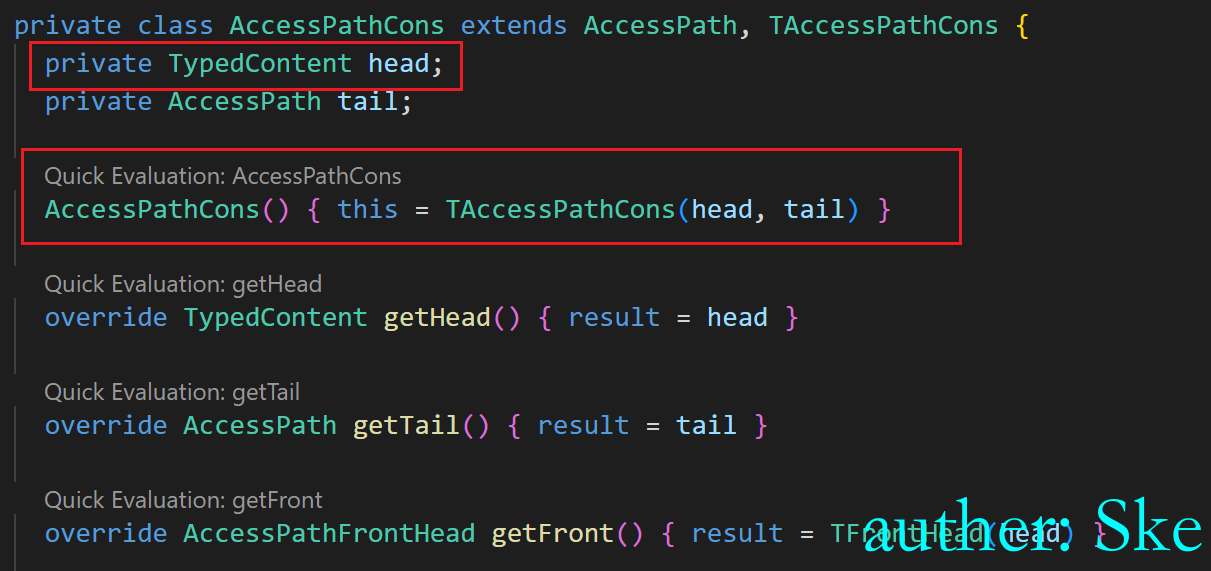 private class AccessPathCons extends AccessPath, TAccessPathCons {
private TypedContent head;
private AccessPath tail;
Quick Evaluation: AccessPathCons
AccessPathCons() { this = TAccessPathCons(head, tail) }
Quick Evaluation: getHead
override TypedContent getHead() { result = head }
Quick Evaluation: getTail
override AccessPath getTail() { result = tail }
Quick Evaluation: getFront
override AccessPathFrontHead getFront() { result = TFrontHead(head) }
auther: Ske